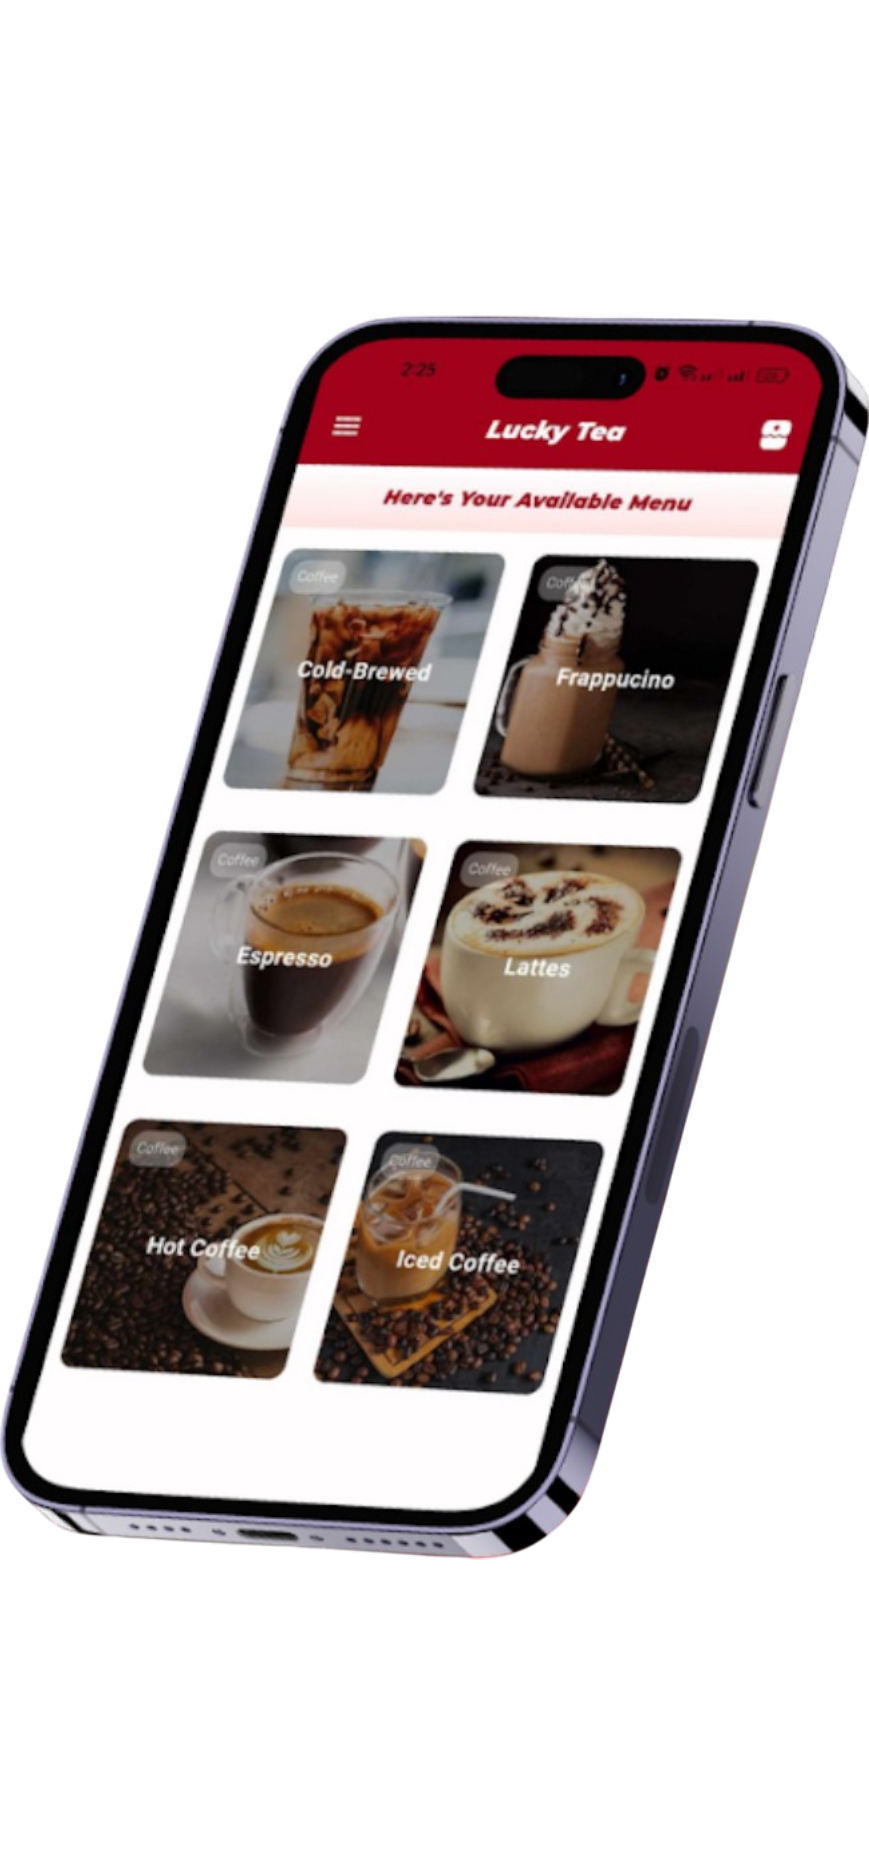 2:25
Lucky Tea
Here's Your Available Menu
Coffee
Cold-Brewed
Coffee
Frappucino
Coffee
Espresso
Coffee
Lattes
Coffee
Hot Coffee
Coffee
Iced Coffee